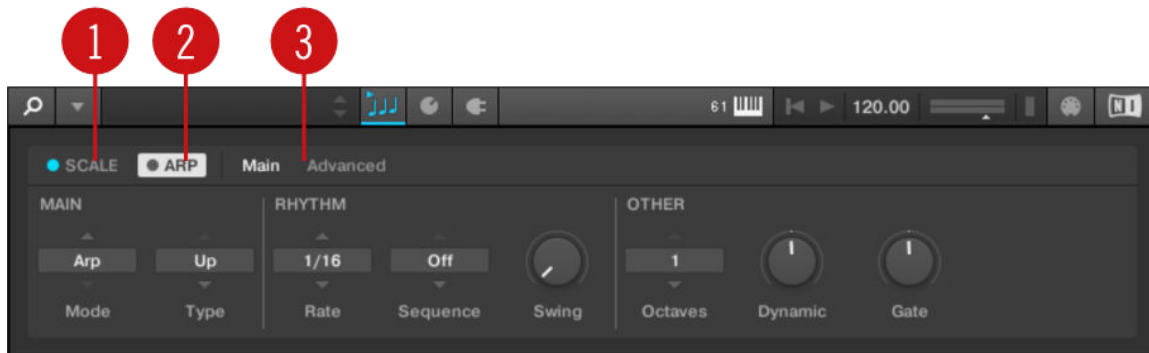 1 2 3
61 120.00 NI
SCALE ARP Main Advanced
MAIN RHYTHM OTHER
Arp Up 1/16 Off 1
Mode Type Rate Sequence Swing Octaves Dynamic Gate